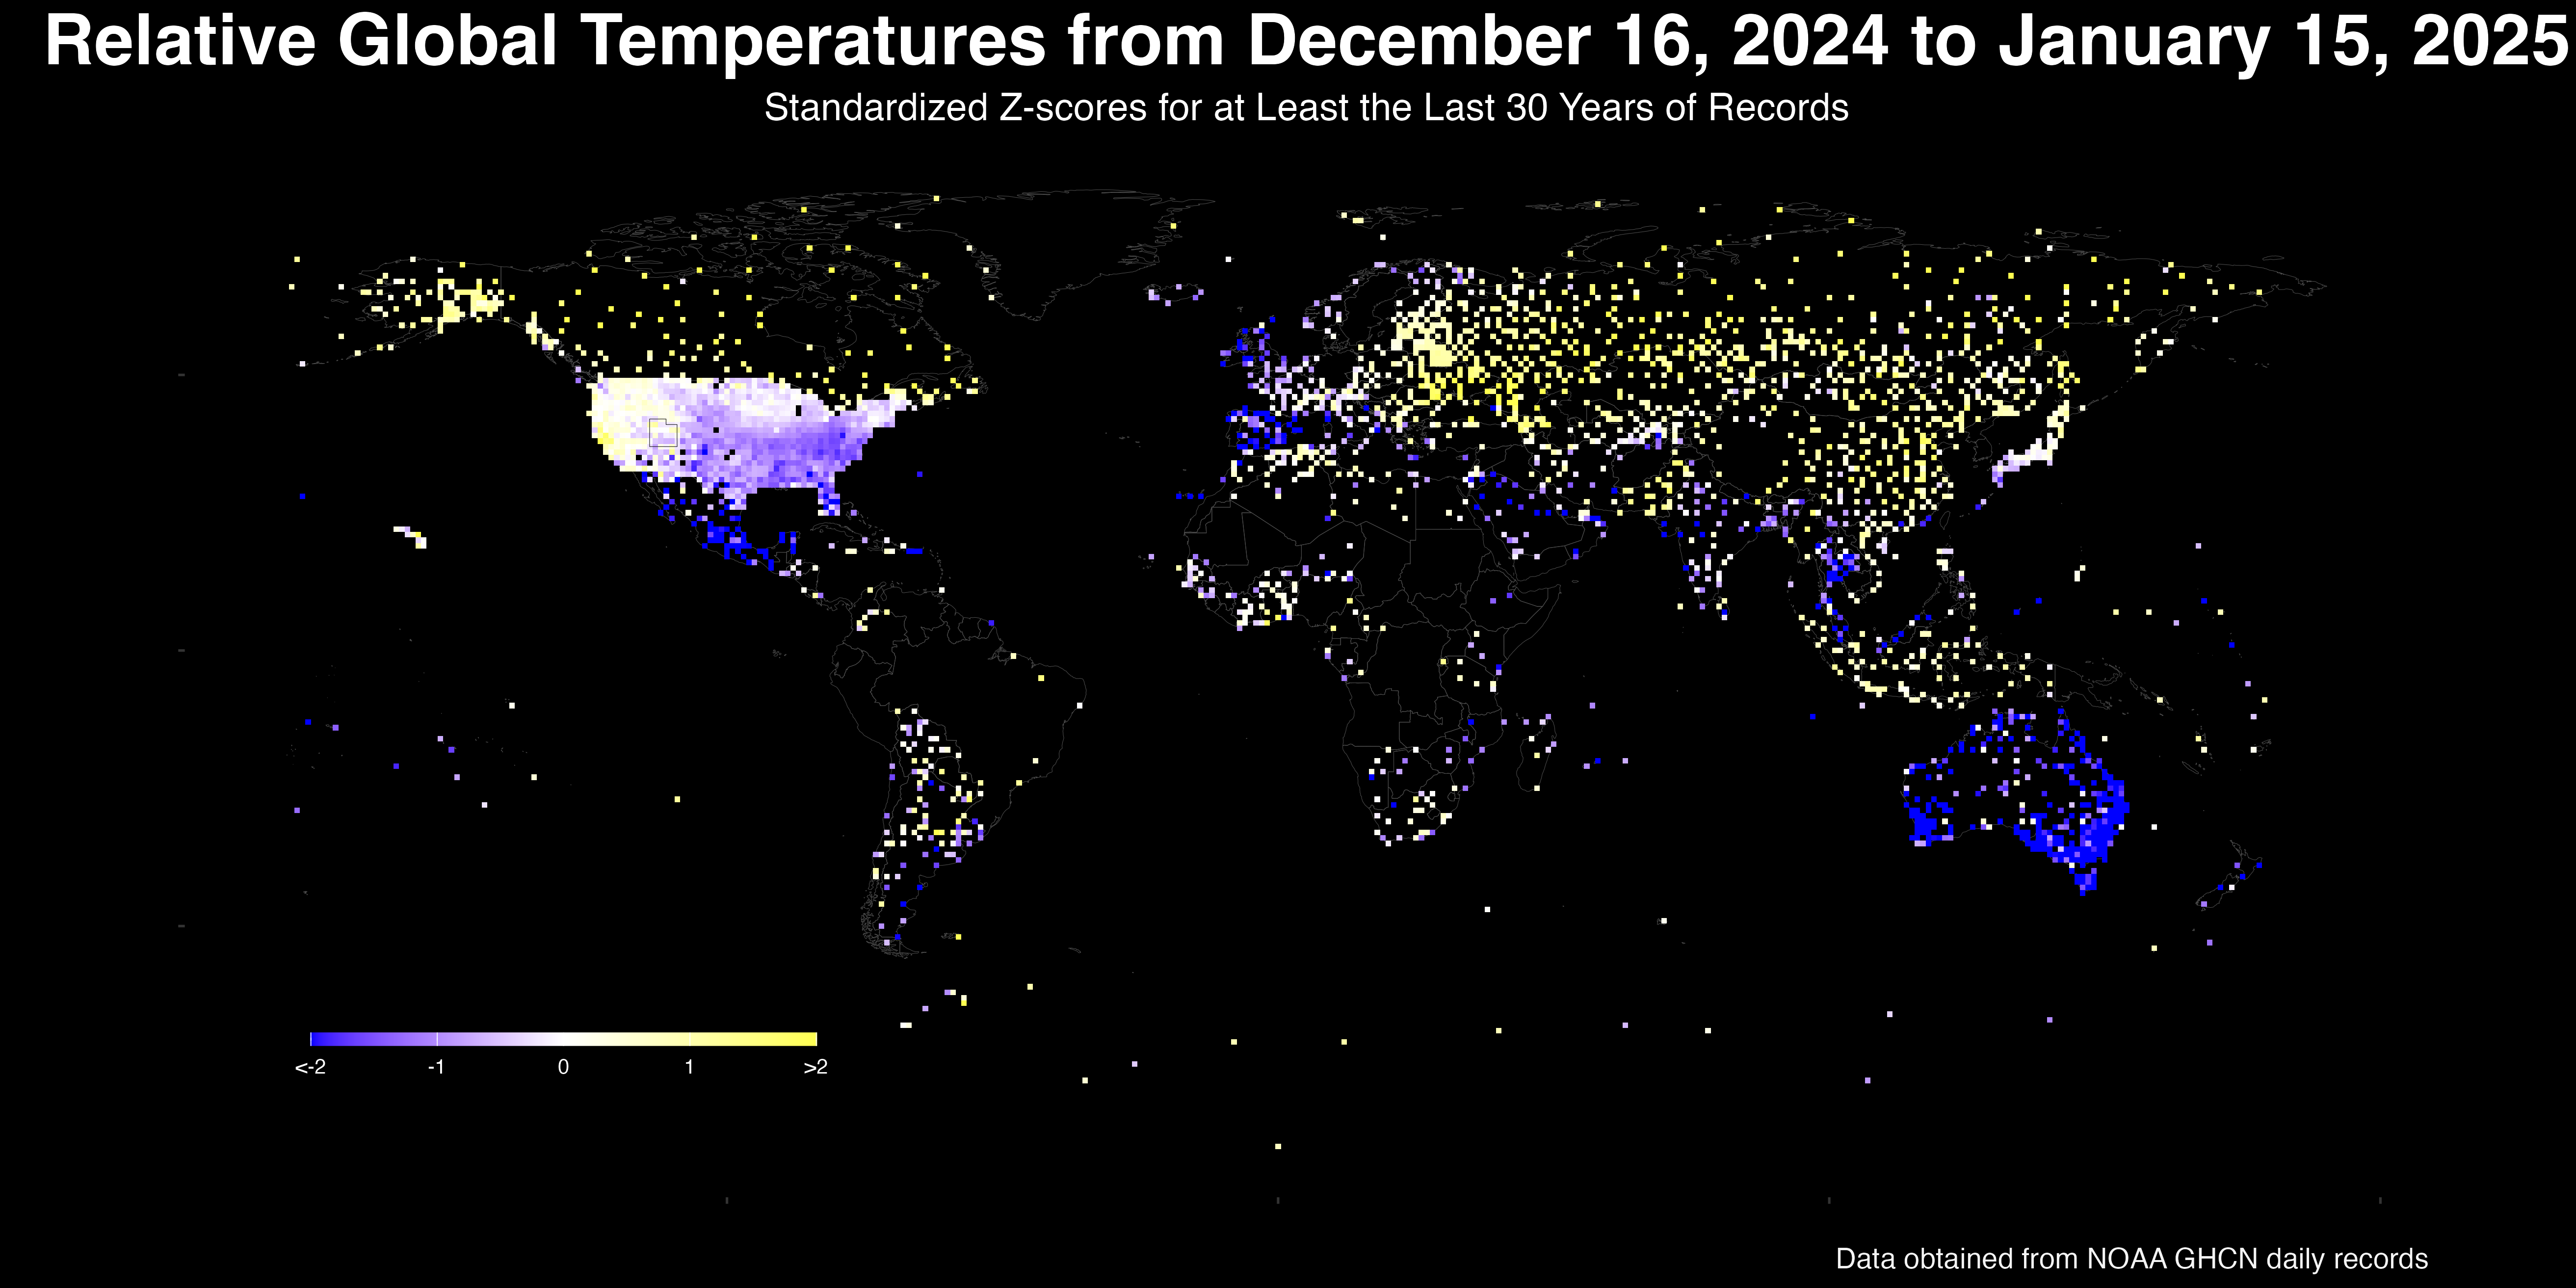 Relative Global Temperatures from December 16, 2024 to January 15, 2025
Standardized Z-scores for at Least the Last 30 Years of Records
<-2 -1 0 1 >2
Data obtained from NOAA GHCN daily records